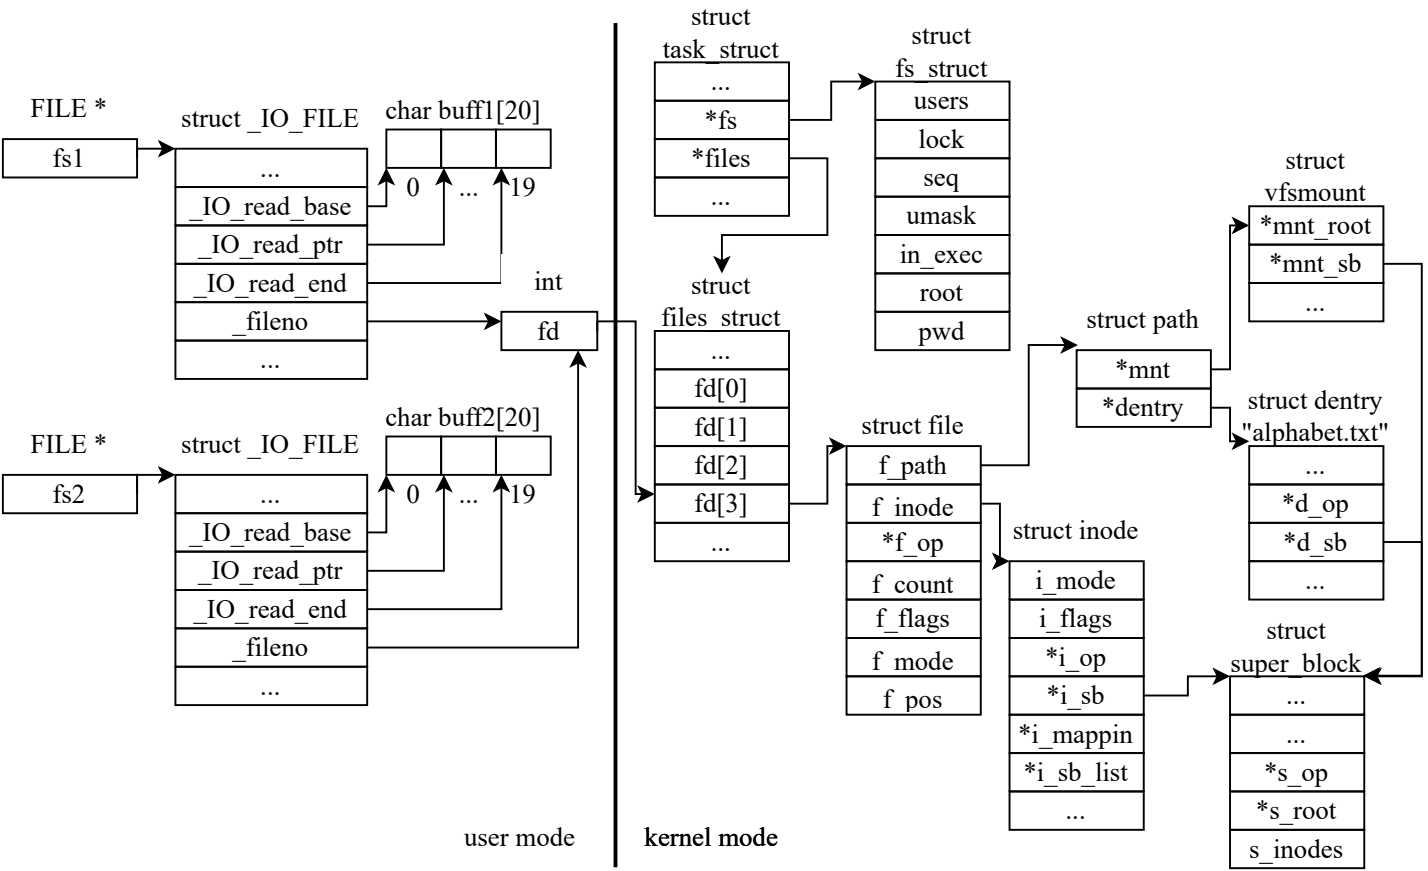 FILE *
fs1
struct _IO_FILE
...
_IO_read_base
_IO_read_ptr
_IO_read_end
_fileno
...
char buff1[20]
0
...
19
int
fd
FILE *
fs2
struct _IO_FILE
...
_IO_read_base
_IO_read_ptr
_IO_read_end
_fileno
...
char buff2[20]
0
...
19
user mode
kernel mode
struct
task_struct
...
*fs
*files
...
struct
fs_struct
users
lock
seq
umask
in_exec
root
pwd
struct
files_struct
...
fd[0]
fd[1]
fd[2]
fd[3]
...
struct file
f_path
f_inode
*f_op
f_count
f_flags
f_mode
f_pos
struct inode
i_mode
i_flags
*i_op
*i_sb
*i_mappin
*i_sb_list
...
struct path
*mnt
*dentry
struct
vfsmount
*mnt_root
*mnt_sb
...
struct dentry
"alphabet.txt"
...
*d_op
*d_sb
...
struct
super_block
...
...
*s_op
*s_root
s_inodes